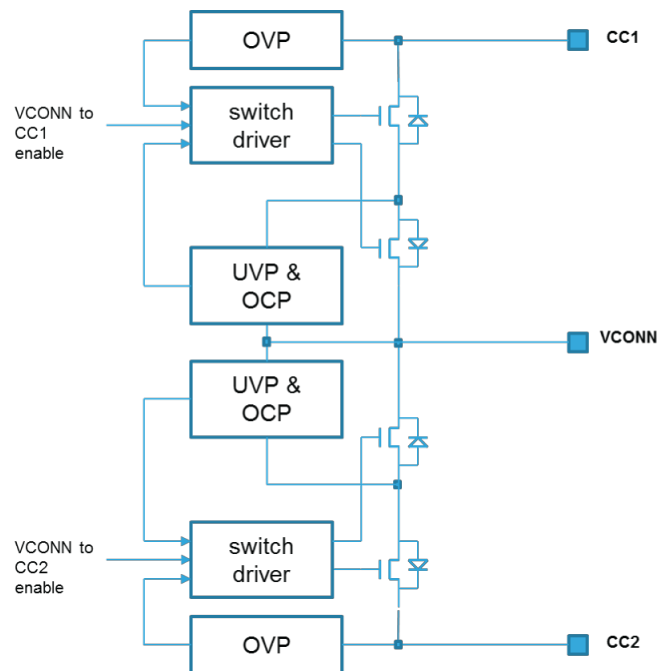 OVP
CC1
VCONN to
CC1
enable
switch
driver
UVP &
OCP
VCONN
UVP &
OCP
VCONN to
CC2
enable
switch
driver
OVP
CC2